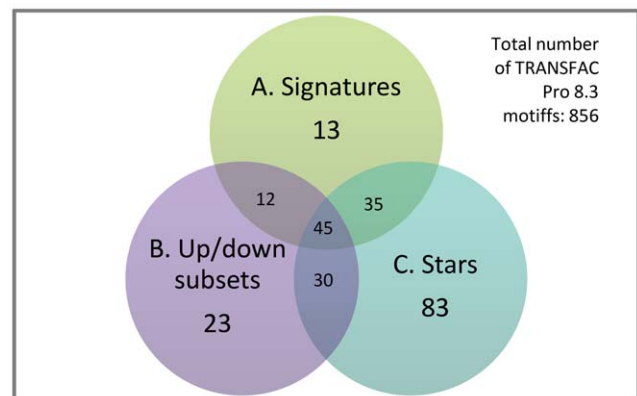 Total number
of TRANSFAC
Pro 8.3
motiffs: 856
A. Signatures
13
12
35
45
B. Up/down
subsets
23
30
C. Stars
83